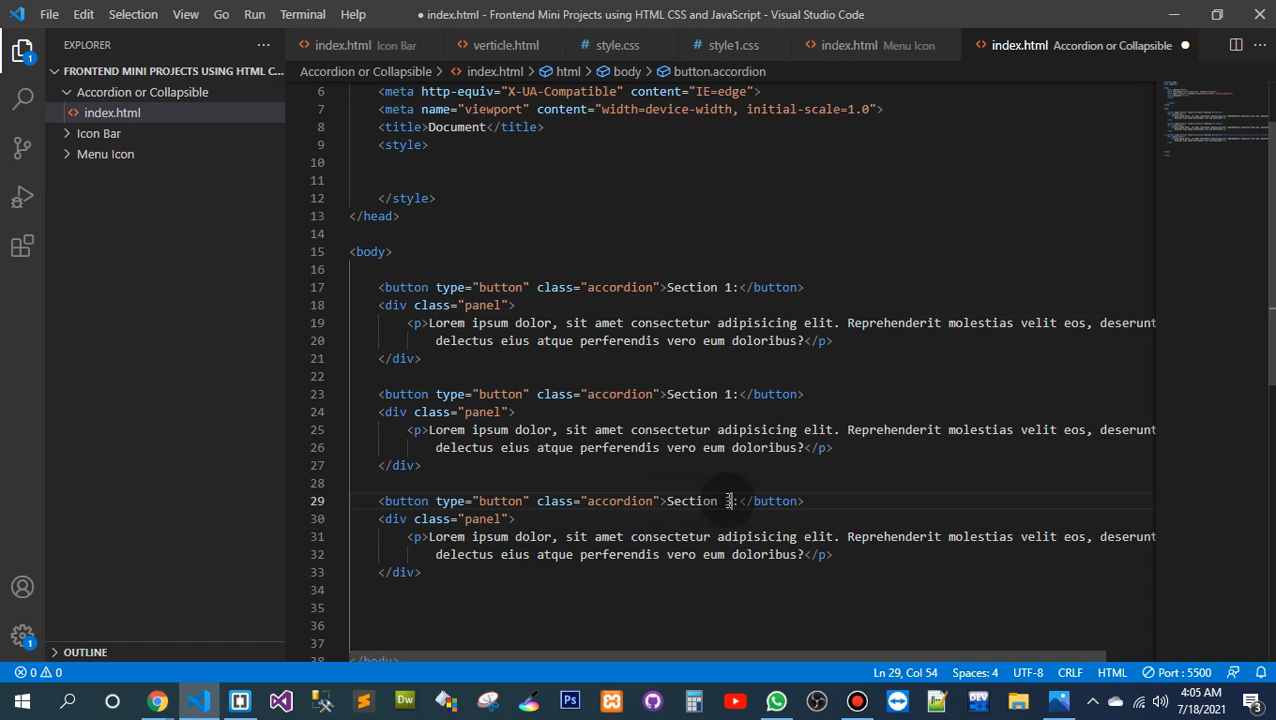 File Edit Selection View Go Run Terminal Help
● index.html - Frontend Mini Projects using HTML CSS and JavaScript - Visual Studio Code
EXPLORER
index.html Icon Bar
verticle.html
style.css
style1.css
index.html Menu Icon
index.html Accordion or Collapsible
FRONTEND MINI PROJECTS USING HTML C...
Accordion or Collapsible
index.html
Icon Bar
Menu Icon
OUTLINE
Accordion or Collapsible > index.html > html > body > button.accordion
6 <meta http-equiv="X-UA-Compatible" content="IE=edge">
7 <meta name="viewport" content="width=device-width, initial-scale=1.0">
8 <title>Document</title>
9 <style>
10
11
12 </style>
13 </head>
14
15 <body>
16
17 <button type="button" class="accordion">Section 1:</button>
18 <div class="panel">
19 <p>Lorem ipsum dolor, sit amet consectetur adipisicing elit. Reprehenderit molestias velit eos, deserunt
20 delectus eius atque perferendis vero eum doloribus?</p>
21 </div>
22
23 <button type="button" class="accordion">Section 1:</button>
24 <div class="panel">
25 <p>Lorem ipsum dolor, sit amet consectetur adipisicing elit. Reprehenderit molestias velit eos, deserunt
26 delectus eius atque perferendis vero eum doloribus?</p>
27 </div>
28
29 <button type="button" class="accordion">Section :</button>
30 <div class="panel">
31 <p>Lorem ipsum dolor, sit amet consectetur adipisicing elit. Reprehenderit molestias velit eos, deserunt
32 delectus eius atque perferendis vero eum doloribus?</p>
33 </div>
34
35
36
37
38 </body>
0 0 Ln 29, Col 54 Spaces: 4 UTF-8 CRLF HTML Port : 5500
4:05 AM
7/18/2021